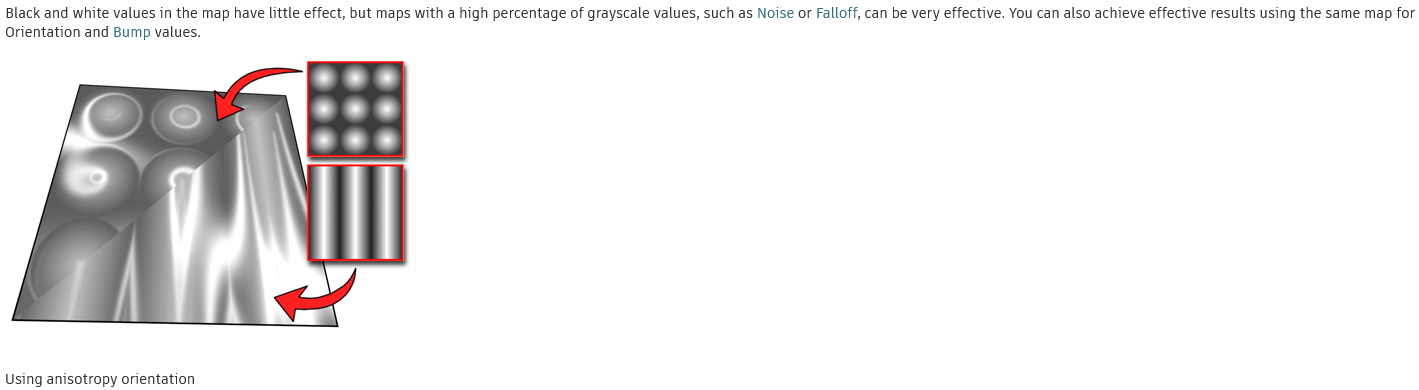 Black and white values in the map have little effect, but maps with a high percentage of grayscale values, such as Noise or Falloff, can be very effective. You can also achieve effective results using the same map for
Orientation and Bump values.
Using anisotropy orientation